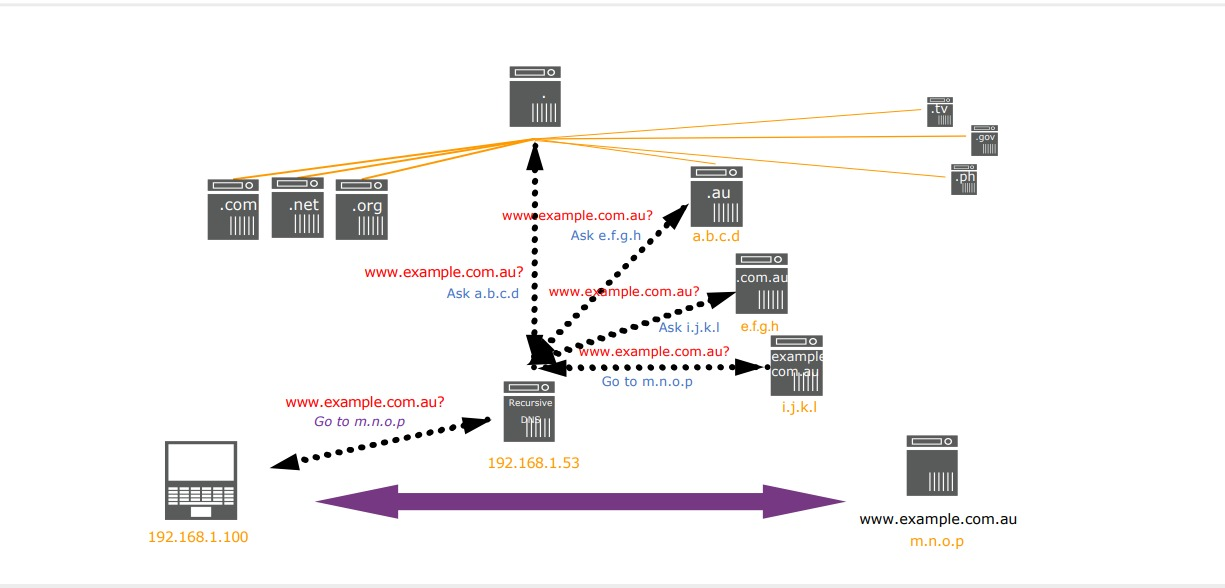 .
.tv
.gov
.ph
.com
.net
.org
.au
www.example.com.au?
Ask e.f.g.h
a.b.c.d
www.example.com.au?
Ask a.b.c.d
.com.au
www.example.com.au?
Ask i.j.k.l
e.f.g.h
www.example.com.au?
Go to m.n.o.p
example
com.au
i.j.k.l
www.example.com.au?
Go to m.n.o.p
Recursive
DNS
192.168.1.53
192.168.1.100
www.example.com.au
m.n.o.p